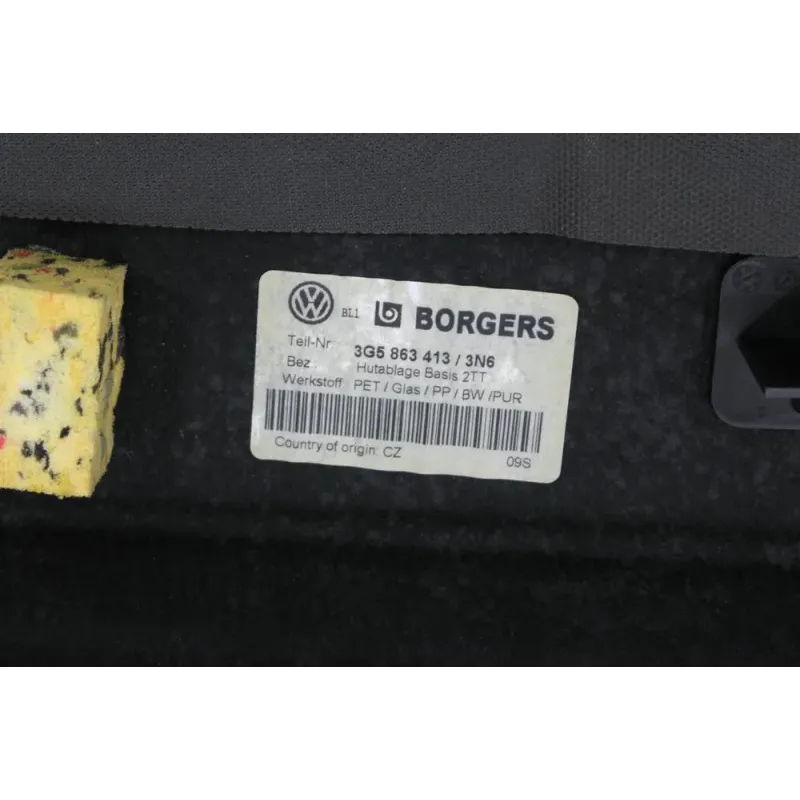 VW BL1 b BORGERS
Teil-Nr: 3G5 863 413 / 3N6
Bez : Hutablage Basis 2TT
Werkstoff PET / Glas / PP / BW /PUR
Country of origin: CZ 09S